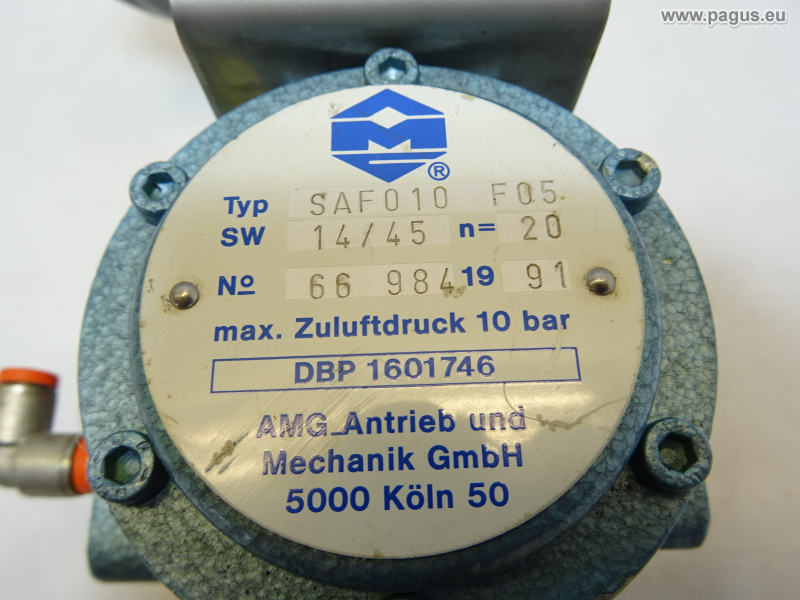 www.pagus.eu
M
®
Typ SAF010 F05
SW 14/45 n= 20
Nº 66 984 19 91
max. Zuluftdruck 10 bar
DBP 1601746
AMG Antrieb und
Mechanik GmbH
5000 Köln 50